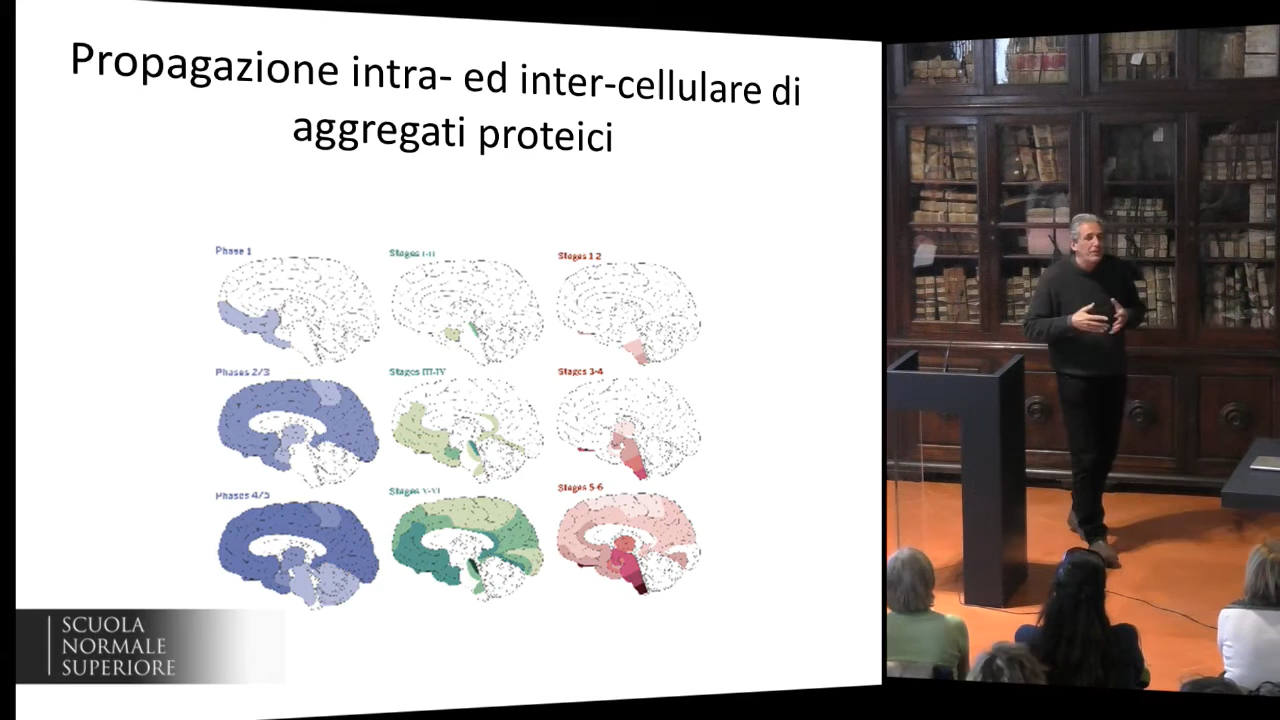 Propagazione intra- ed inter-cellulare di
aggregati proteici
Phase 1
Stages I-II
Stages 1 2
Phases 2/3
Stages III-IV
Stages 3-4
Phases 4/5
Stages V-VI
Stages 5-6
SCUOLA
NORMALE
SUPERIORE